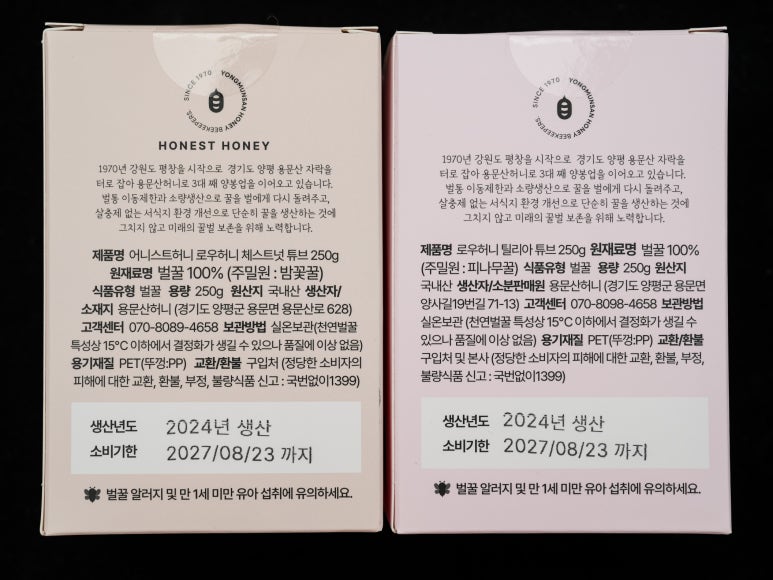 SINCE 1970 YONGMUNSAN HONEY BEEKEEPERS
HONEST HONEY
1970년 강원도 평창을 시작으로 경기도 양평 용문산 자락을
터로 잡아 용문산허니로 3대 째 양봉업을 이어오고 있습니다.
벌통 이동제한과 소량생산으로 꿀을 벌에게 다시 돌려주고,
살충제 없는 서식지 환경 개선으로 단순히 꿀을 생산하는 것에
그치지 않고 미래의 꿀벌 보존을 위해 노력합니다.
제품명 어니스트허니 로우허니 체스트넛 튜브 250g
원재료명 벌꿀 100% (주밀원 : 밤꽃꿀)
식품유형 벌꿀 용량 250g 원산지 국내산 생산자/
소재지 용문산허니 (경기도 양평군 용문면 용문산로 628)
고객센터 070-8089-4658 보관방법 실온보관(천연벌꿀
특성상 15°C 이하에서 결정화가 생길 수 있으나 품질에 이상 없음)
용기재질 PET(뚜껑:PP) 교환/환불 구입처 (정당한 소비자의
피해에 대한 교환, 환불, 부정, 불량식품 신고 : 국번없이1399)
생산년도 2024년 생산
소비기한 2027/08/23 까지
벌꿀 알러지 및 만 1세 미만 유아 섭취에 유의하세요.
SINCE 1970 YONGMUNSAN HONEY BEEKEEPERS
1970년 강원도 평창을 시작으로 경기도 양평 용문산 자락을
터로 잡아 용문산허니로 3대 째 양봉업을 이어오고 있습니다.
벌통 이동제한과 소량생산으로 꿀을 벌에게 다시 돌려주고,
살충제 없는 서식지 환경 개선으로 단순히 꿀을 생산하는 것에
그치지 않고 미래의 꿀벌 보존을 위해 노력합니다.
제품명 로우허니 틸리아 튜브 250g 원재료명 벌꿀 100%
(주밀원 : 피나무꿀) 식품유형 벌꿀 용량 250g 원산지
국내산 생산자/소분판매원 용문산허니 (경기도 양평군 용문면
양사길19번길 71-13) 고객센터 070-8098-4658 보관방법
실온보관 (천연벌꿀 특성상 15°C 이하에서 결정화가 생길 수
있으나 품질에 이상 없음) 용기재질 PET(뚜껑:PP) 교환/환불
구입처 및 본사 (정당한 소비자의 피해에 대한 교환, 환불, 부정,
불량식품 신고 : 국번없이1399)
생산년도 2024년 생산
소비기한 2027/08/23 까지
벌꿀 알러지 및 만 1세 미만 유아 섭취에 유의하세요.